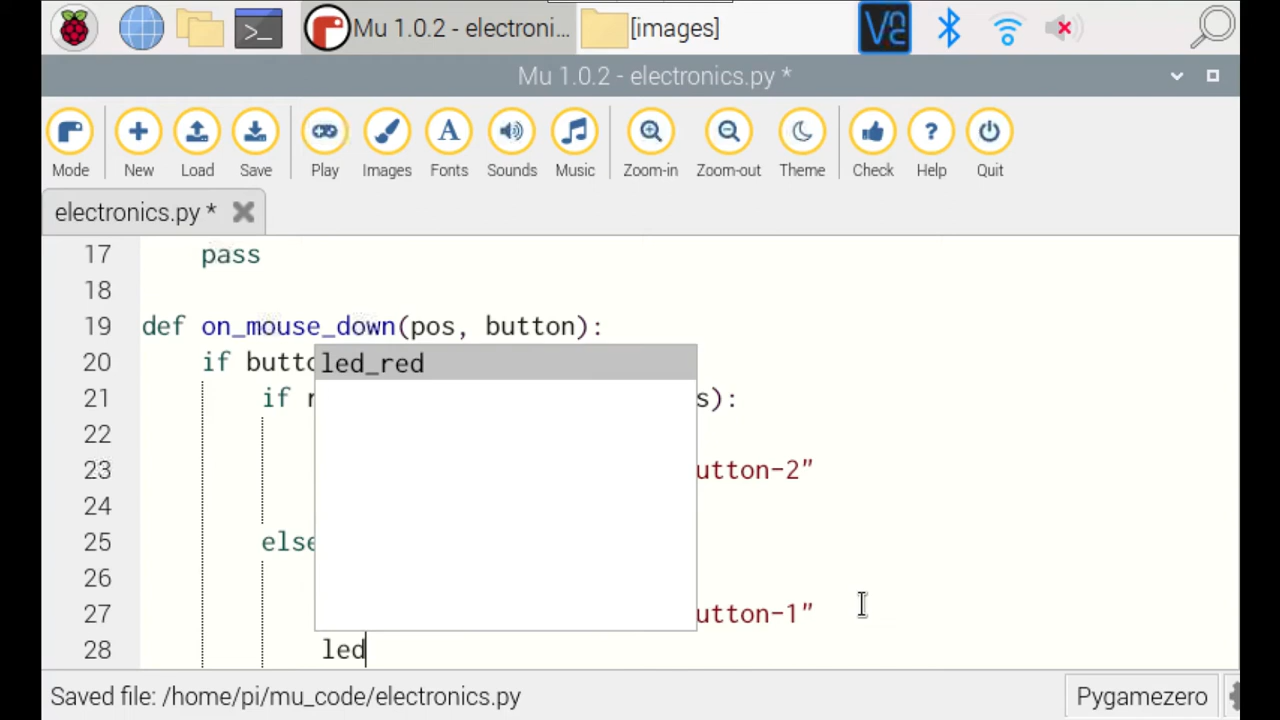 Mu 1.0.2 - electroni... [images]
Mu 1.0.2 - electronics.py *
Mode New Load Save Play Images Fonts Sounds Music Zoom-in Zoom-out Theme Check Help Quit
electronics.py *
17 pass
18
19 def on_mouse_down(pos, button):
20 if butto
led_red
21 if r s):
22
23 utton-2"
24
25 else
26
27 utton-1"
28 led
Saved file: /home/pi/mu_code/electronics.py Pygamezero